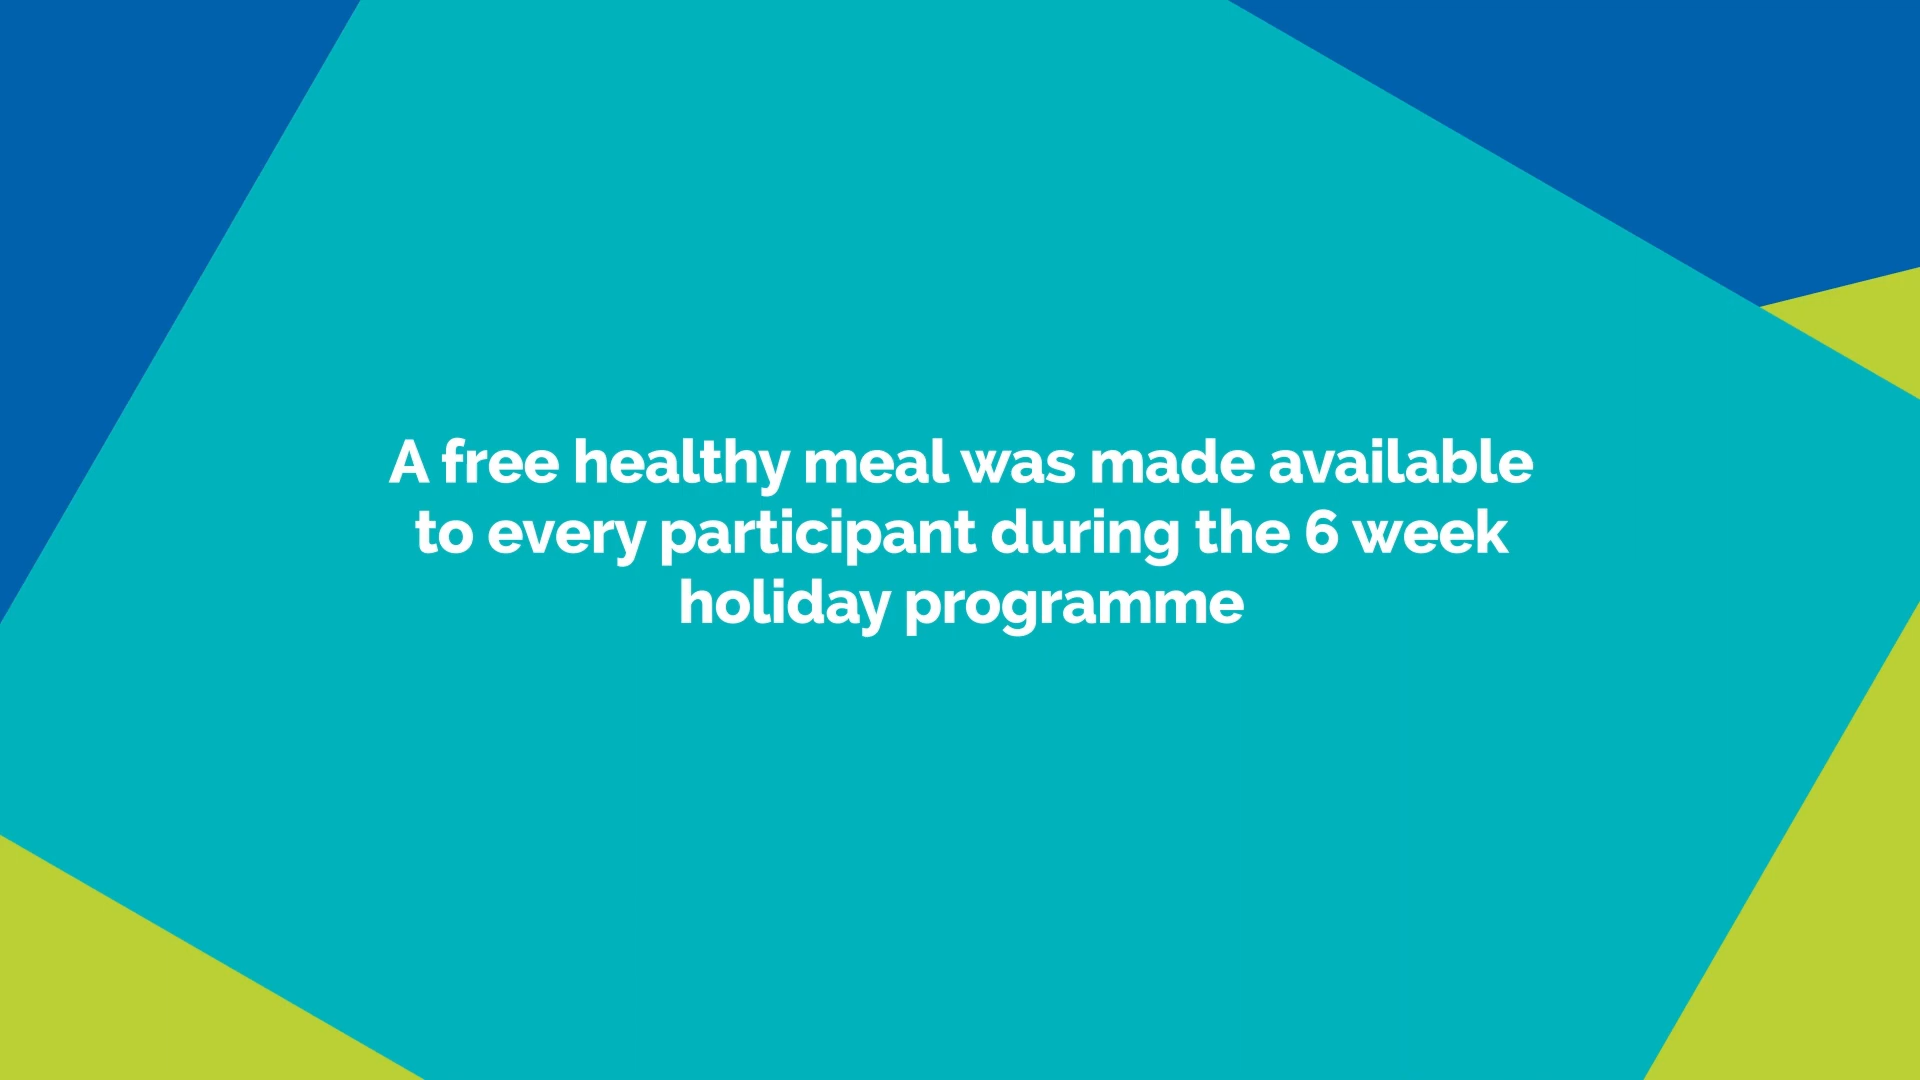 A free healthy meal was made available
to every participant during the 6 week
holiday programme